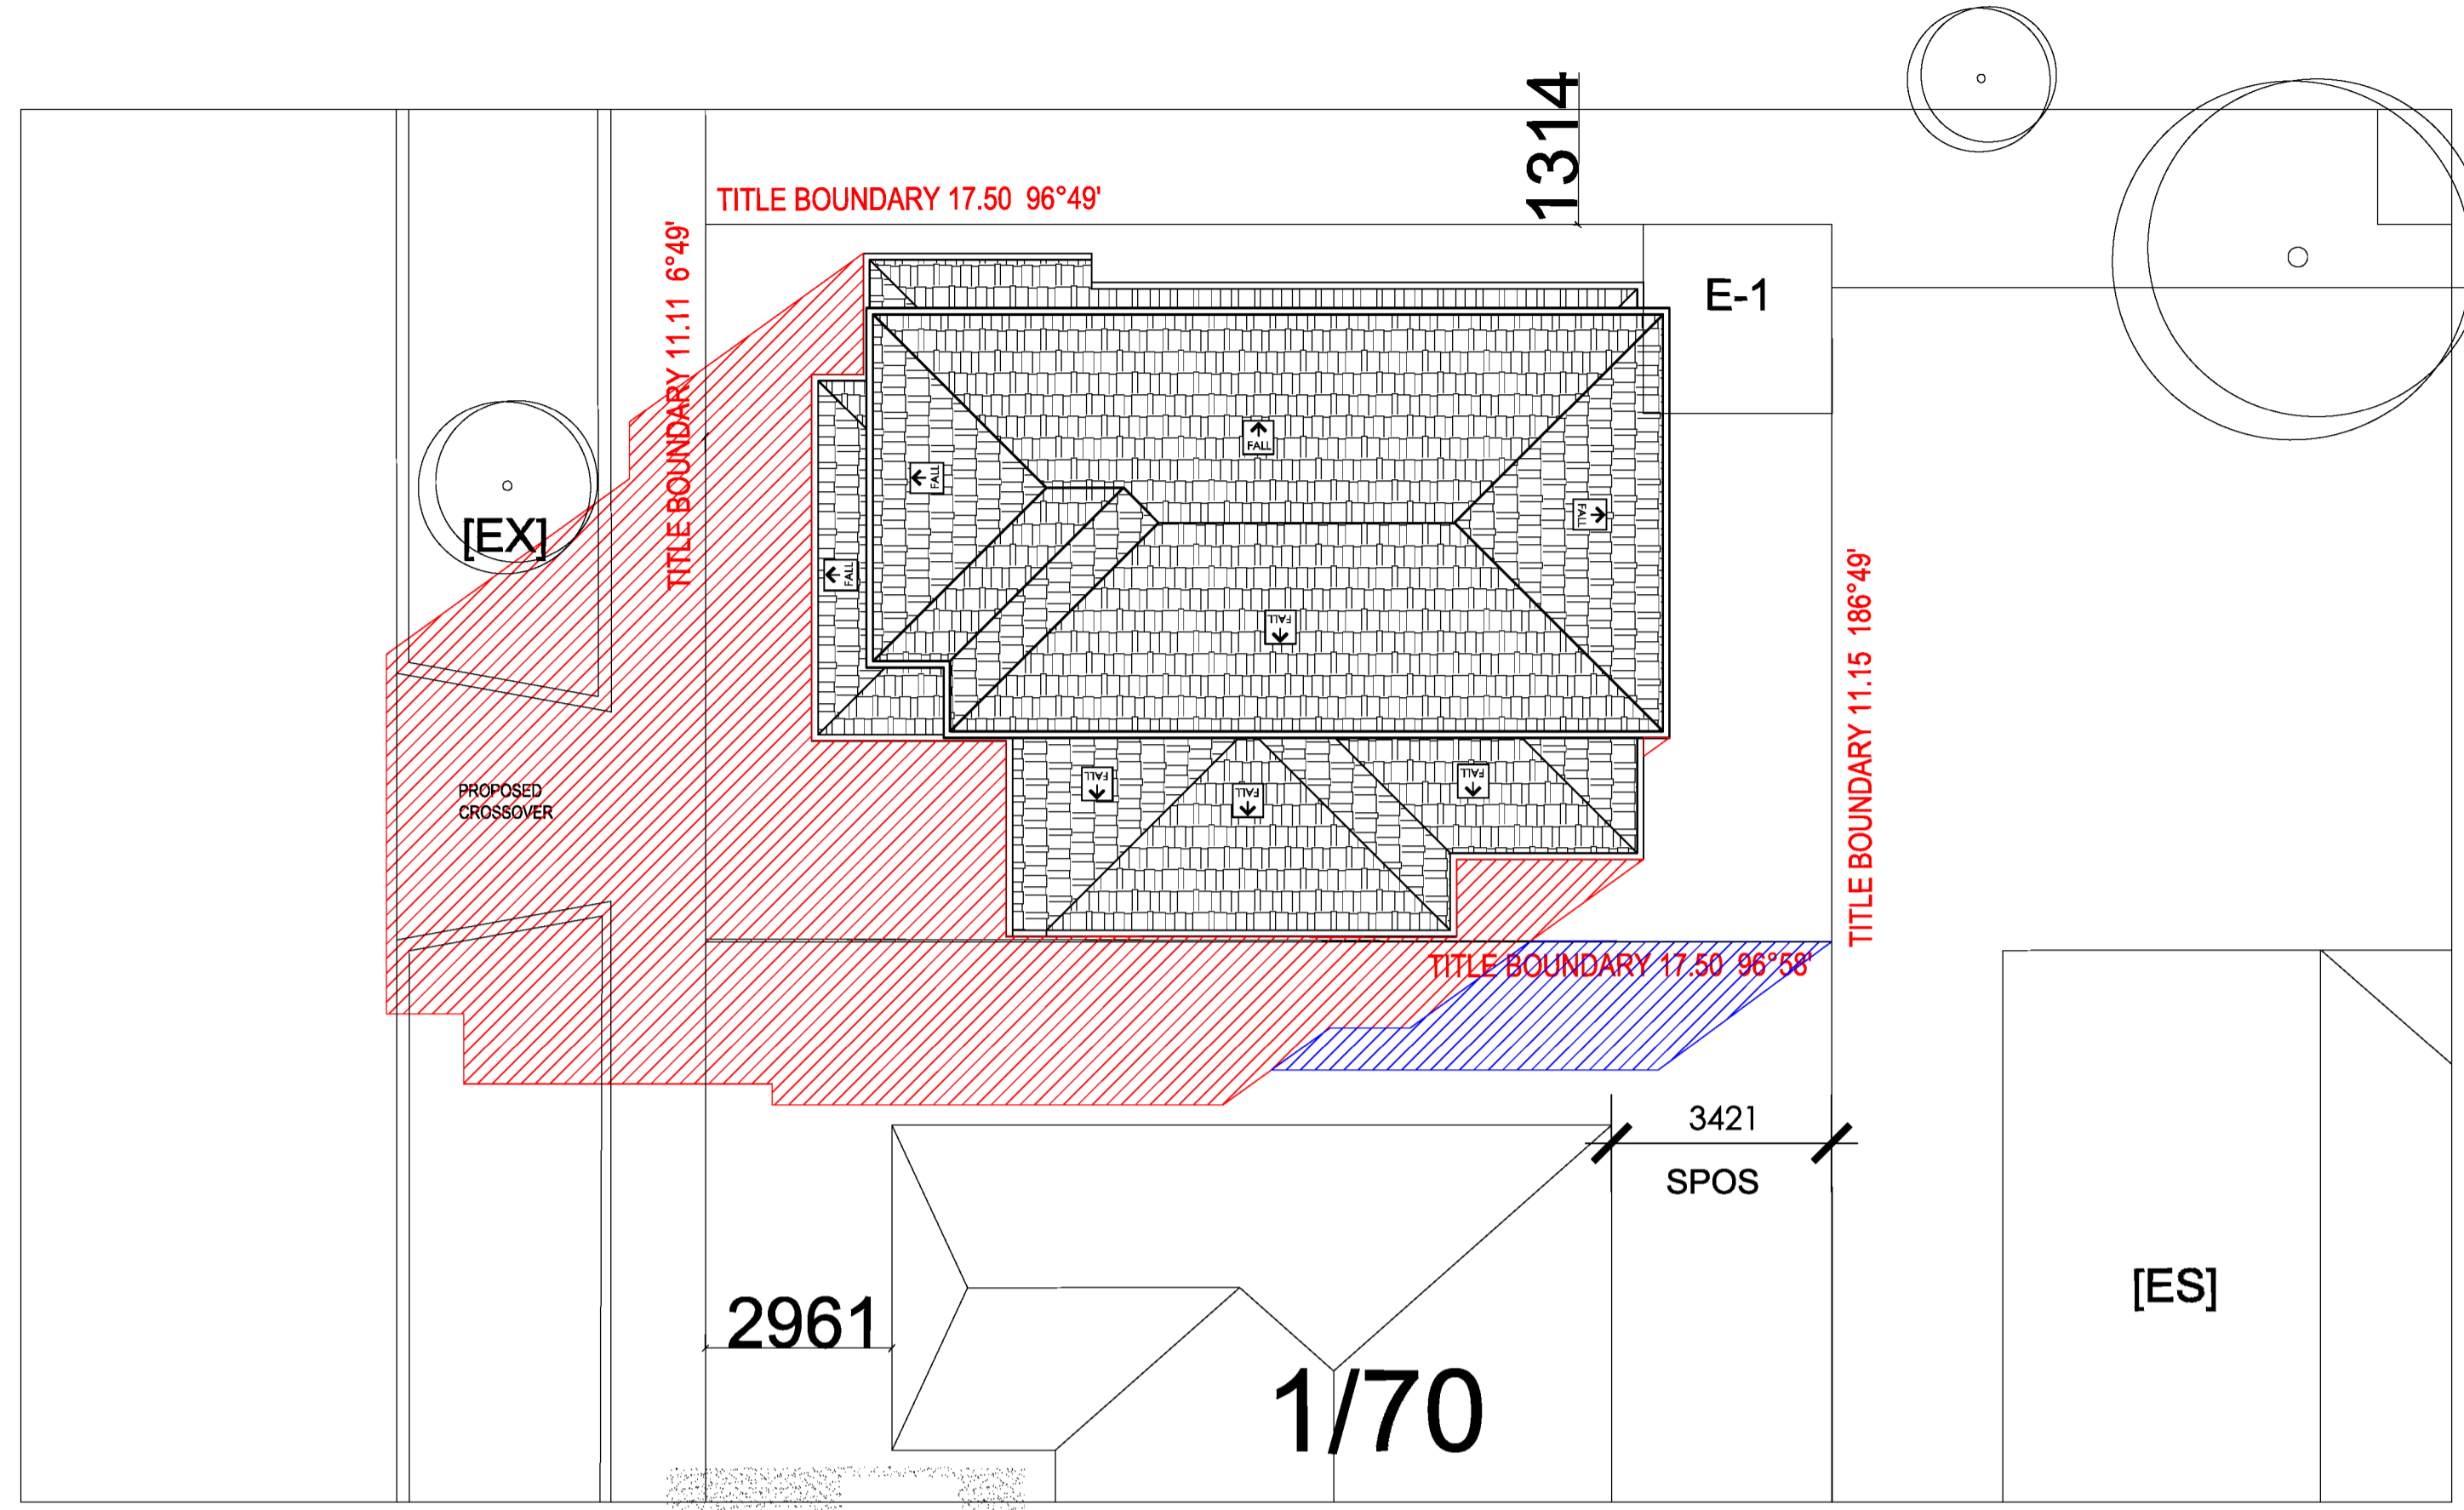 1314
TITLE BOUNDARY 17.50 96°49'
TITLE BOUNDARY 11.11 6°49'
E-1
FALL
FALL
FALL
[EX]
FALL
FALL
TITLE BOUNDARY 11.15 186°49'
FALL
FALL
FALL
PROPOSED
CROSSOVER
TITLE BOUNDARY 17.50 96°58'
3421
SPOS
[ES]
2961
1/70